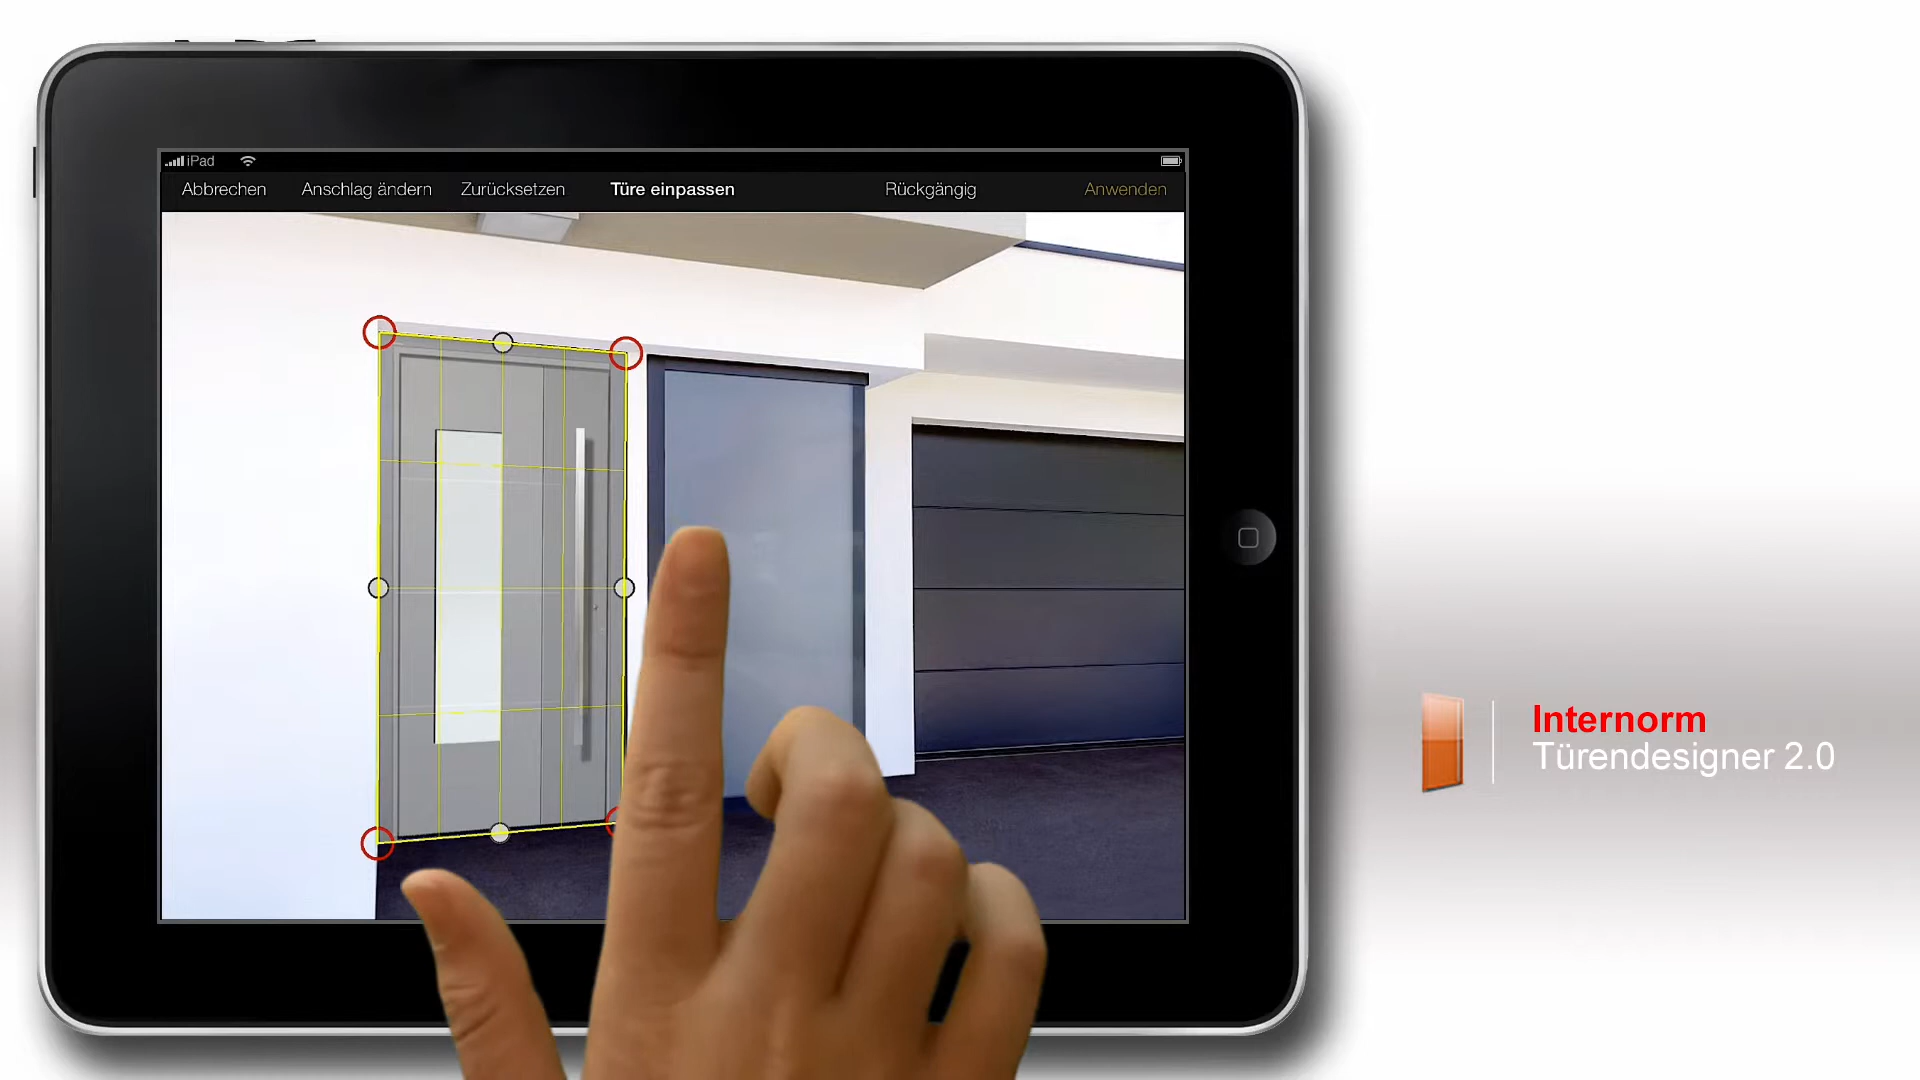 iPad
Abbrechen Anschlag ändern Zurücksetzen Türe einpassen Rückgängig Anwenden
Internorm
Türendesigner 2.0